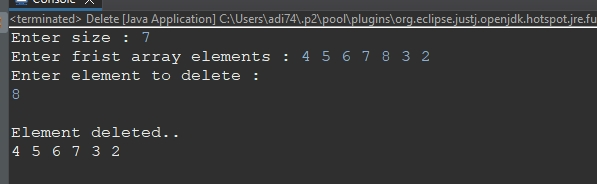 Console
<terminated> Delete [Java Application] C:\Users\adi74\.p2\pool\plugins\org.eclipse.justj.openjdk.hotspot.jre.fu
Enter size : 7
Enter frist array elements : 4 5 6 7 8 3 2
Enter element to delete :
8
Element deleted..
4 5 6 7 3 2